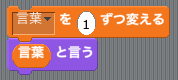 言葉 を 1 ずつ変える
言葉 と言う